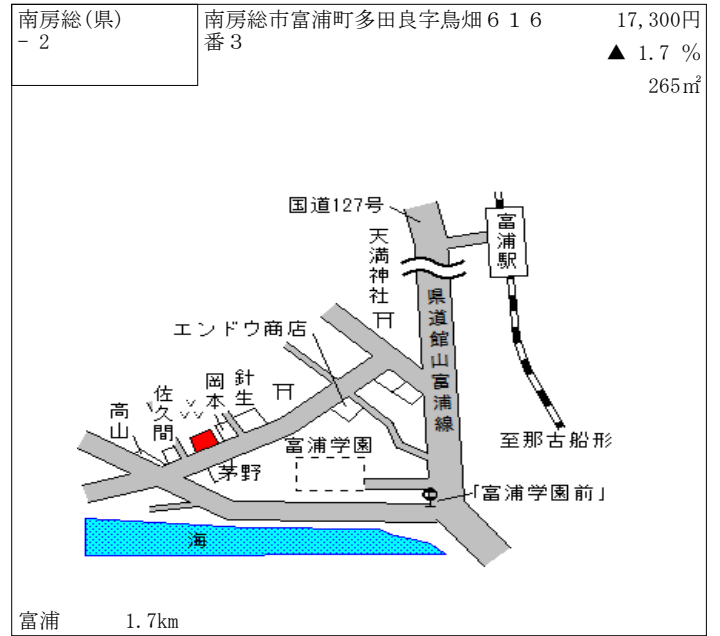 南房総(県)
- 2
南房総市富浦町多田良字鳥畑616
番3
17,300円
▲ 1.7 %
265㎡
国道127号
富浦駅
天満神社
県道館山富浦線
エンドウ商店
針生
岡本
佐久間
高山
茅野
富浦学園
至那古船形
「富浦学園前」
海
富浦 1.7km